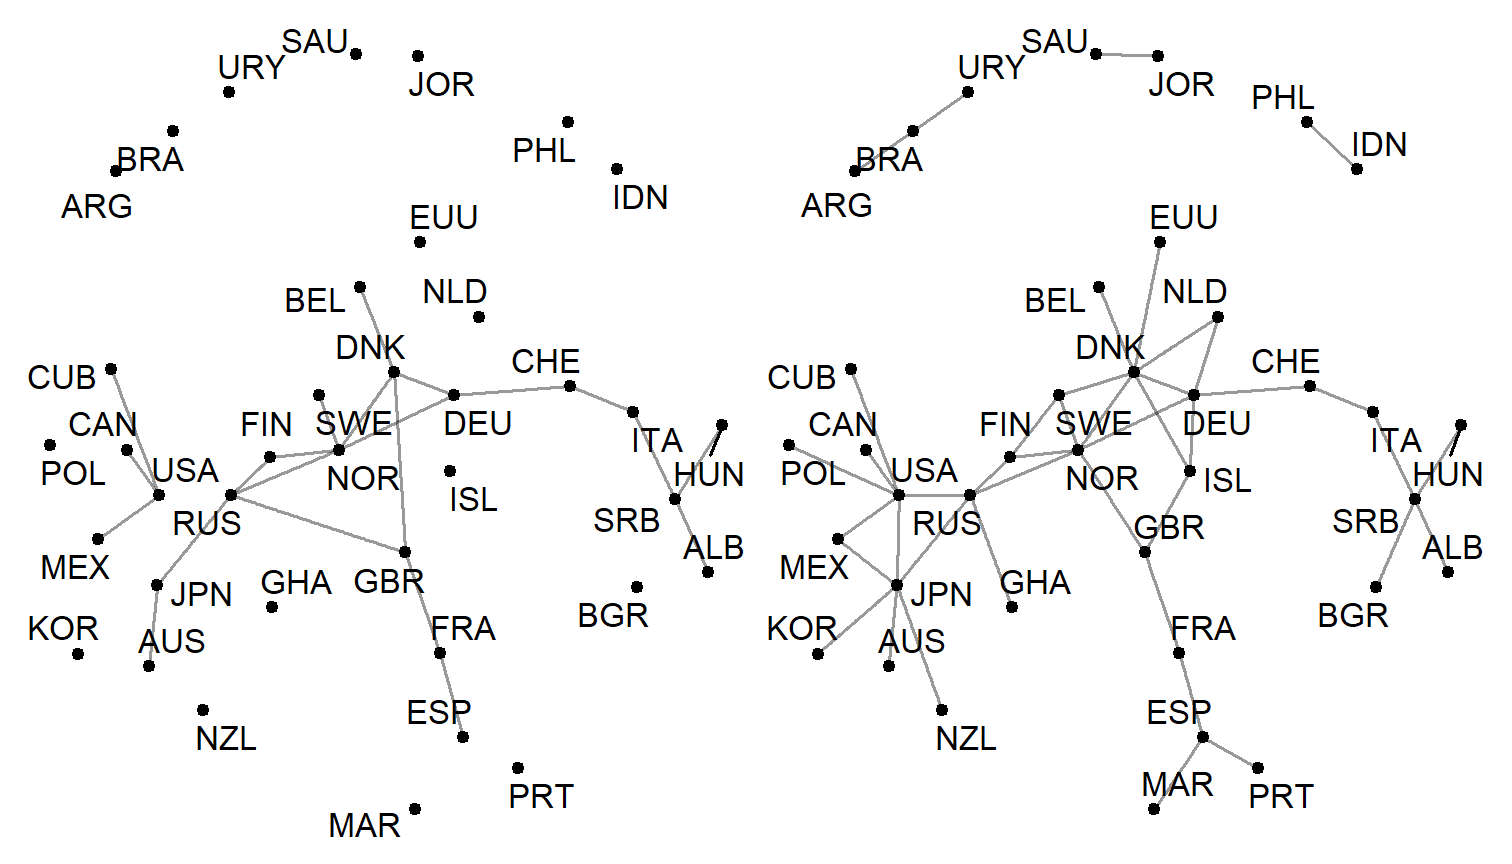 SAU
URY
JOR
BRA
PHL
ARG
IDN
EUU
BEL
NLD
DNK
CHE
CUB
CAN
FIN
SWE
DEU
ITA
POL
USA
NOR
HUN
ISL
RUS
SRB
ALB
MEX
JPN
GHA
GBR
BGR
KOR
AUS
FRA
ESP
NZL
PRT
MAR
SAU
URY
JOR
PHL
BRA
IDN
ARG
EUU
BEL
NLD
DNK
CHE
CUB
CAN
FIN
SWE
DEU
ITA
POL
USA
NOR
HUN
ISL
RUS
GBR
SRB
ALB
MEX
JPN
GHA
BGR
KOR
AUS
FRA
ESP
NZL
MAR
PRT